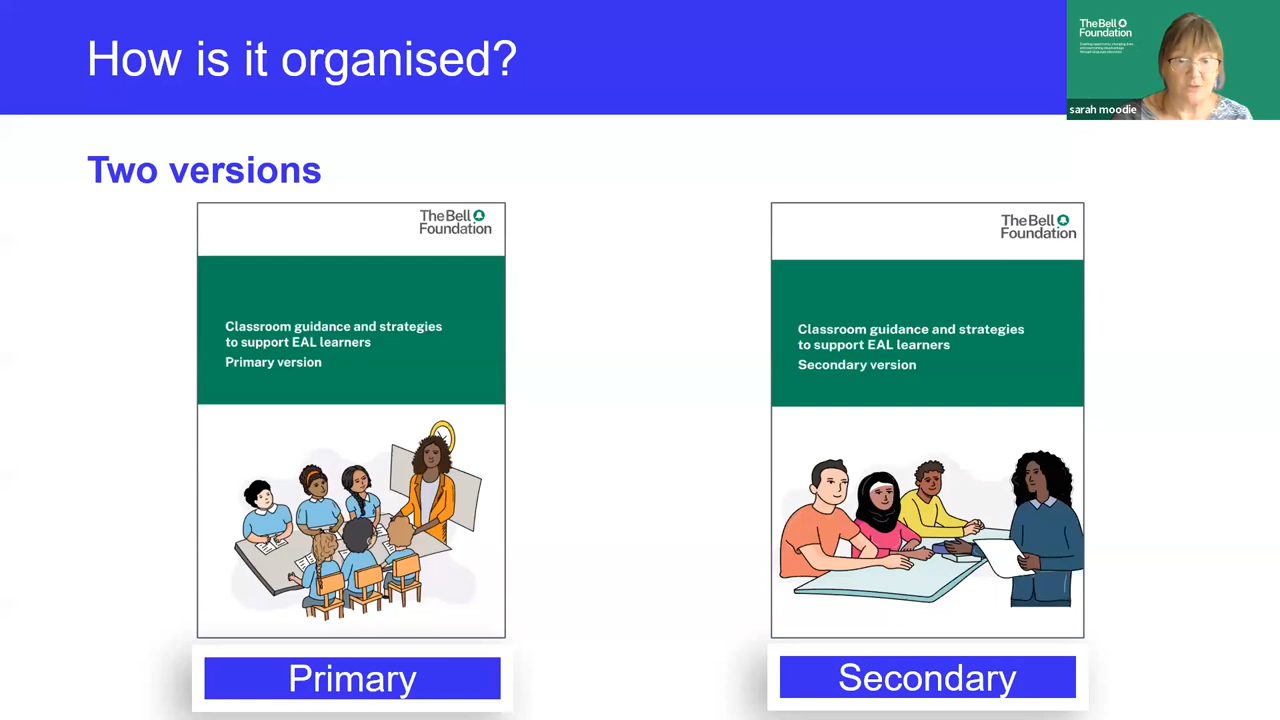 How is it organised?
The Bell
Foundation
sarah moodie
Two versions
The Bell
Foundation
Classroom guidance and strategies
to support EAL learners
Primary version
The Bell
Foundation
Classroom guidance and strategies
to support EAL learners
Secondary version
Primary
Secondary